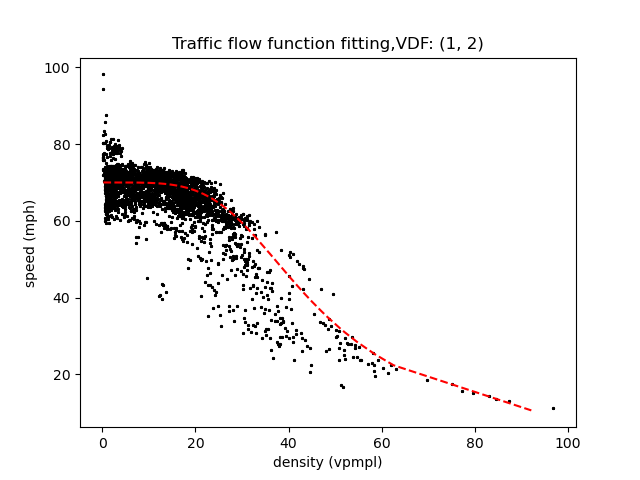 Traffic flow function fitting,VDF: (1, 2)
100
80
60
40
20
speed (mph)
0 20 40 60 80 100
density (vpmpl)